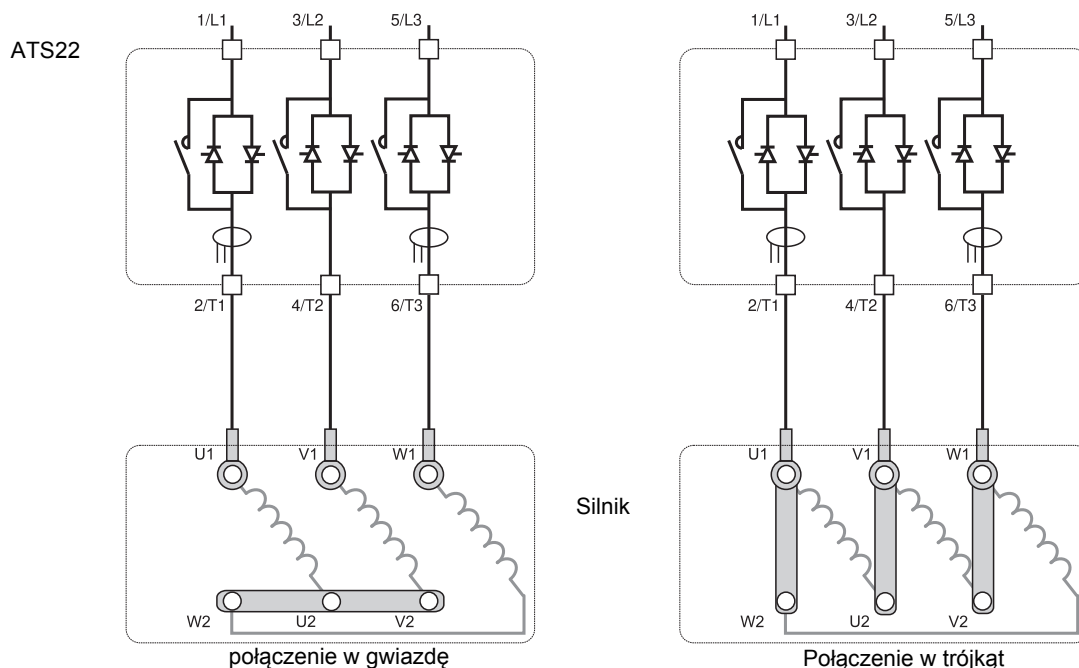 1/L1 3/L2 5/L3 1/L1 3/L2 5/L3
ATS22
2/T1 4/T2 6/T3 2/T1 4/T2 6/T3
U1 V1 W1 U1 V1 W1
Silnik
W2 U2 V2 W2 U2 V2
połączenie w gwiazdę Połączenie w trójkąt